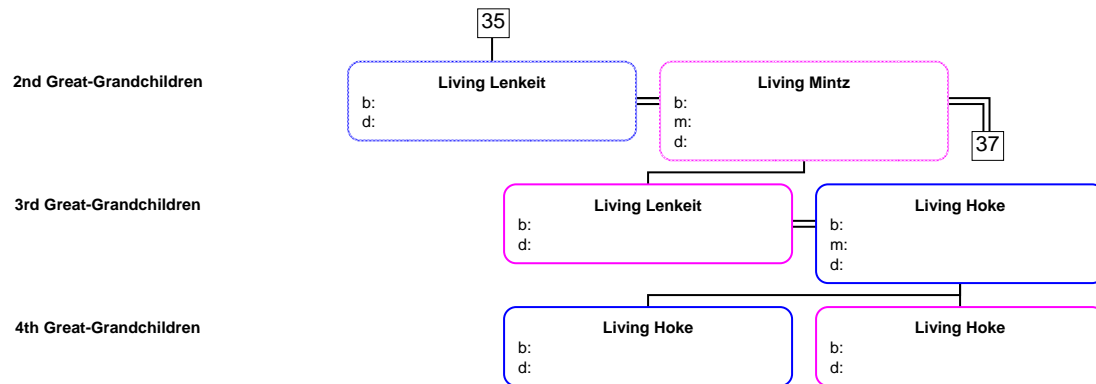 35
2nd Great-Grandchildren
Living Lenkeit
b:
d:
Living Mintz
b:
m:
d:
37
3rd Great-Grandchildren
Living Lenkeit
b:
d:
Living Hoke
b:
m:
d:
4th Great-Grandchildren
Living Hoke
b:
d:
Living Hoke
b:
d: